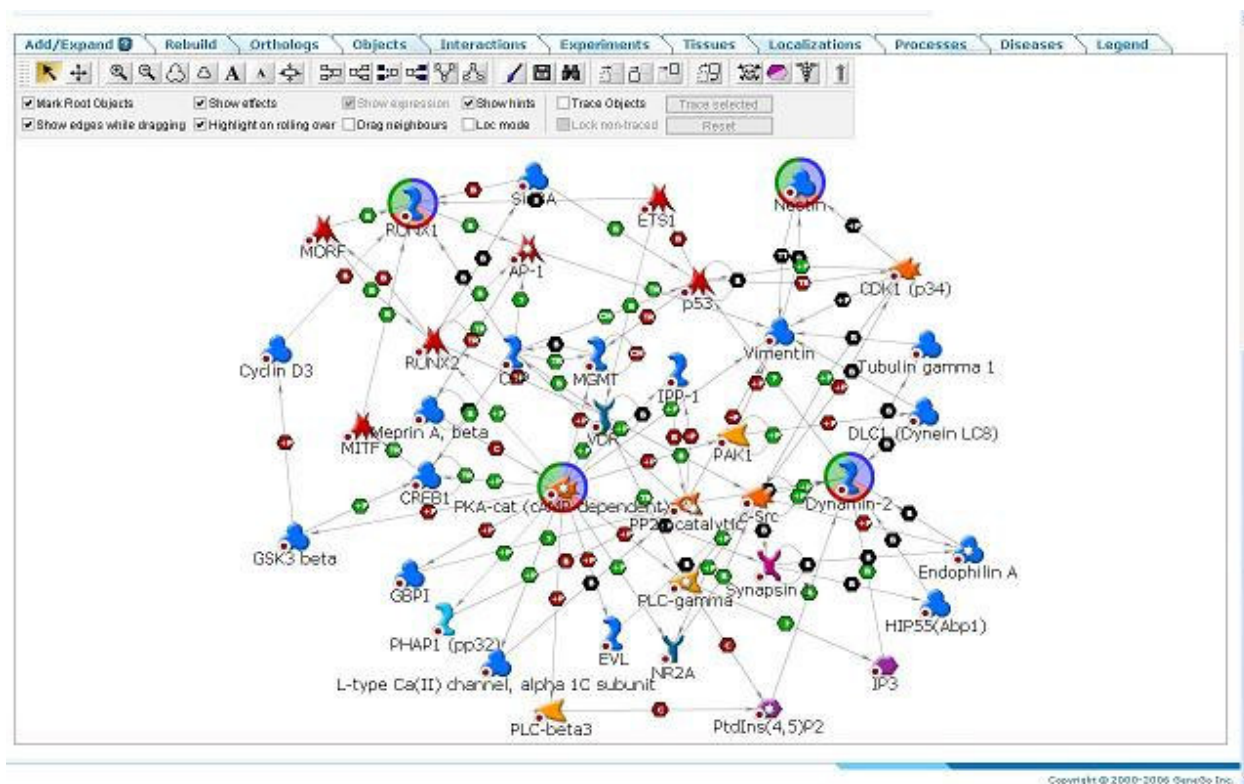 Add/Expand Rebuild Orthologs Objects Interactions Experiments Tissues Localizations Processes Diseases Legend
Mark Root Objects Show effects Show expression Show hints Trace Objects Trace selected
Show edges while dragging Highlight on rolling over Drag neighbours Loc mode Lock non-traced Reset
Nestin
RUNX1
ETS1
MORF
AP-1
CDK1 (p34)
p53
Vimentin
RUNX2
Tubulin gamma 1
Cyclin D3
MGMT
IPP-1
Meprin A, beta
VDR
DLC1 (Dynein LC8)
MITF
PAK1
CREB1
PKA-cat (cAMP-dependent)
Dynamin-2
c-Src
GSK3 beta
Endophilin A
GBPI
PLC-gamma
Synapsin
HIP55(Abp1)
PHAP1 (pp32)
EVL
NR2A
L-type Ca(II) channel, alpha 1C subunit
IP3
PLC-beta3
PtdIns(4,5)P2
Copyright @ 2000-2006 GeneGo Inc.